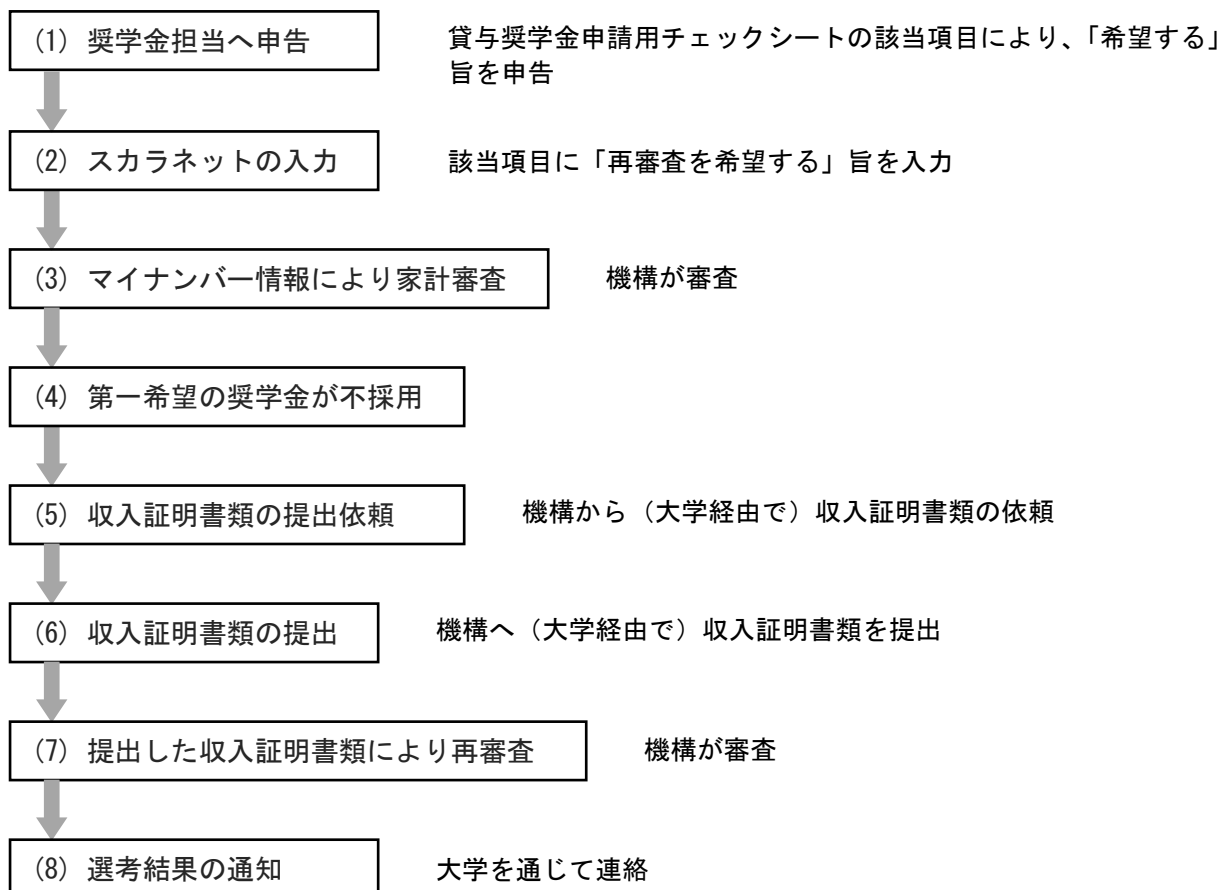 (1) 奨学金担当へ申告
貸与奨学金申請用チェックシートの該当項目により、「希望する」
旨を申告
(2) スカラネットの入力
該当項目に「再審査を希望する」旨を入力
(3) マイナンバー情報により家計審査
機構が審査
(4) 第一希望の奨学金が不採用
(5) 収入証明書類の提出依頼
機構から（大学経由で）収入証明書類の依頼
(6) 収入証明書類の提出
機構へ（大学経由で）収入証明書類を提出
(7) 提出した収入証明書類により再審査
機構が審査
(8) 選考結果の通知
大学を通じて連絡